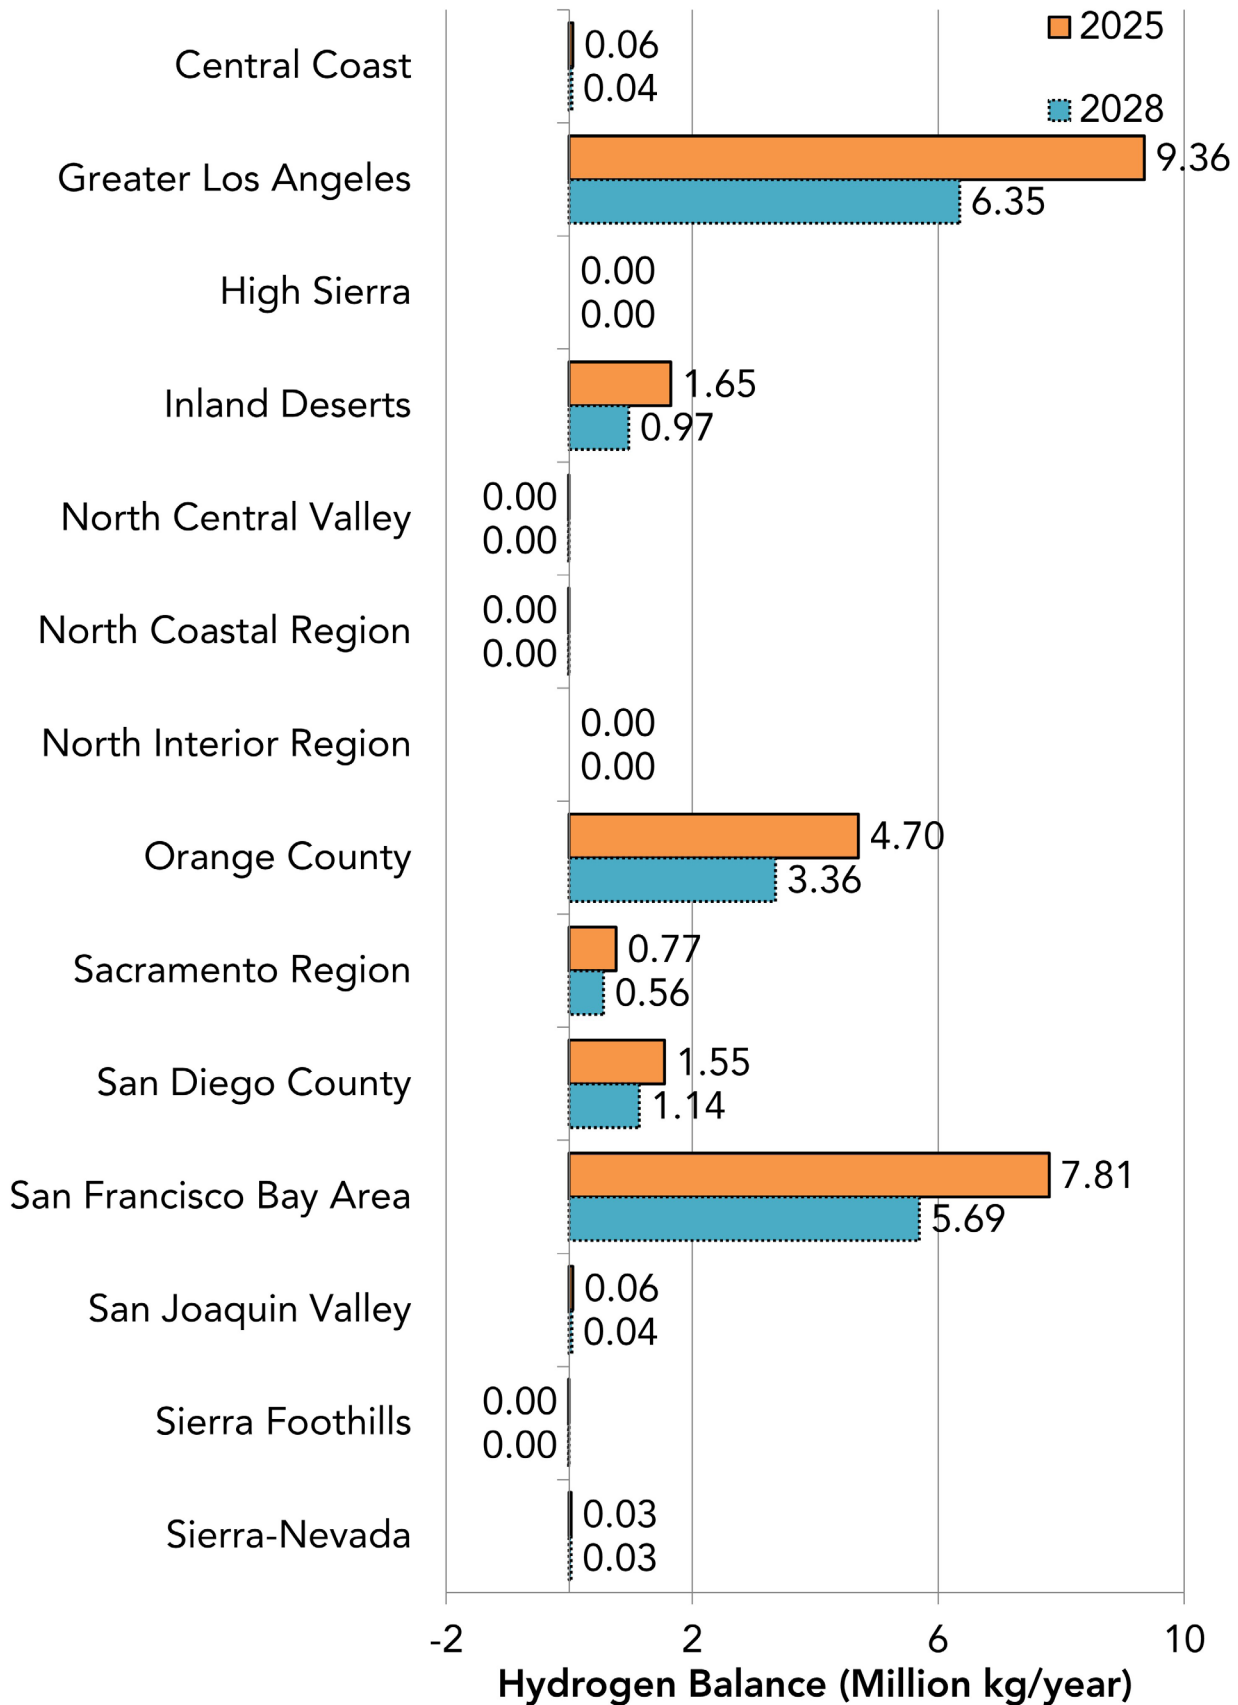 2025
2028
Central Coast
0.06
0.04
Greater Los Angeles
9.36
6.35
High Sierra
0.00
0.00
Inland Deserts
1.65
0.97
North Central Valley
0.00
0.00
North Coastal Region
0.00
0.00
North Interior Region
0.00
0.00
Orange County
4.70
3.36
Sacramento Region
0.77
0.56
San Diego County
1.55
1.14
San Francisco Bay Area
7.81
5.69
San Joaquin Valley
0.06
0.04
Sierra Foothills
0.00
0.00
Sierra-Nevada
0.03
0.03
-2 2 6 10
Hydrogen Balance (Million kg/year)